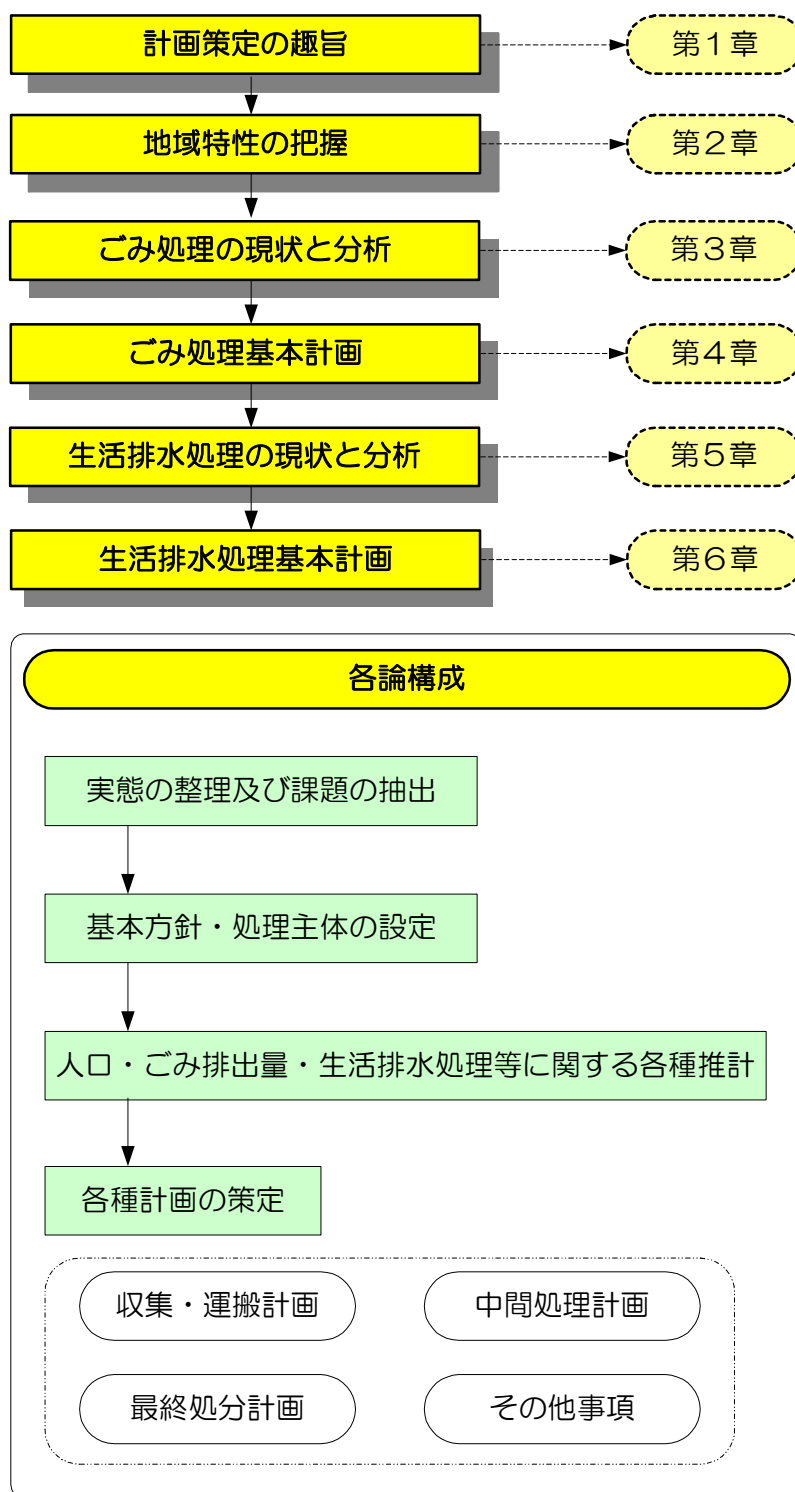 計画策定の趣旨
第１章
地域特性の把握
第２章
ごみ処理の現状と分析
第３章
ごみ処理基本計画
第４章
生活排水処理の現状と分析
第５章
生活排水処理基本計画
第６章
各論構成
実態の整理及び課題の抽出
基本方針・処理主体の設定
人口・ごみ排出量・生活排水処理等に関する各種推計
各種計画の策定
収集・運搬計画
中間処理計画
最終処分計画
その他事項